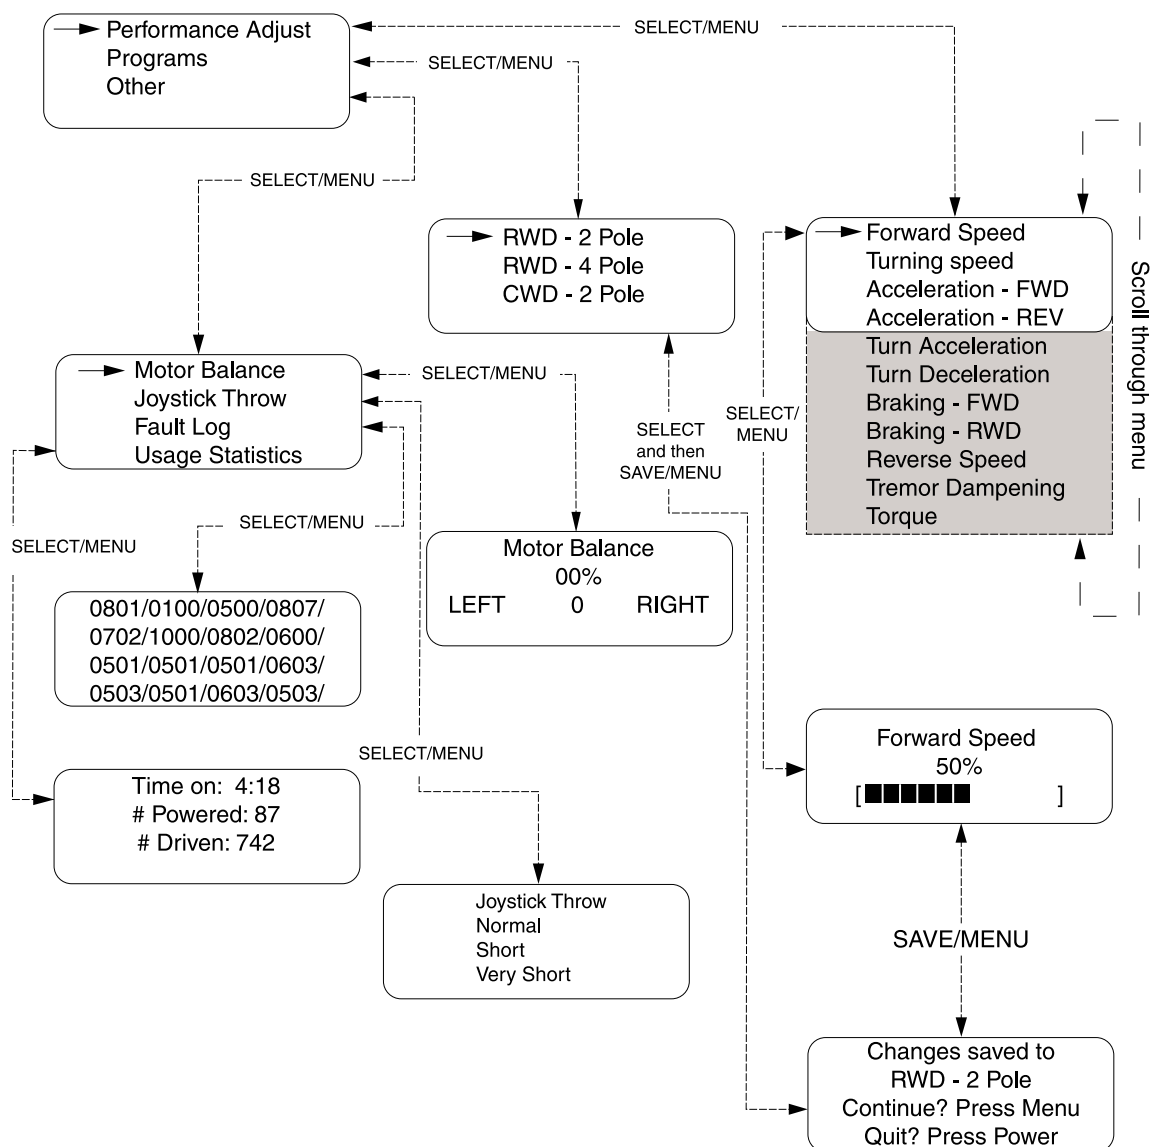 Performance Adjust
Programs
Other
SELECT/MENU
SELECT/MENU
SELECT/MENU
RWD - 2 Pole
RWD - 4 Pole
CWD - 2 Pole
Forward Speed
Turning speed
Acceleration - FWD
Acceleration - REV
Turn Acceleration
Turn Deceleration
Braking - FWD
Braking - RWD
Reverse Speed
Tremor Dampening
Torque
Scroll through menu
Motor Balance
Joystick Throw
Fault Log
Usage Statistics
SELECT/MENU
SELECT/
MENU
SELECT
and then
SAVE/MENU
SELECT/MENU
SELECT/MENU
Motor Balance
00%
LEFT 0 RIGHT
0801/0100/0500/0807/
0702/1000/0802/0600/
0501/0501/0501/0603/
0503/0501/0603/0503/
SELECT/MENU
Time on: 4:18
# Powered: 87
# Driven: 742
Forward Speed
50%
[ ]
Joystick Throw
Normal
Short
Very Short
SAVE/MENU
Changes saved to
RWD - 2 Pole
Continue? Press Menu
Quit? Press Power